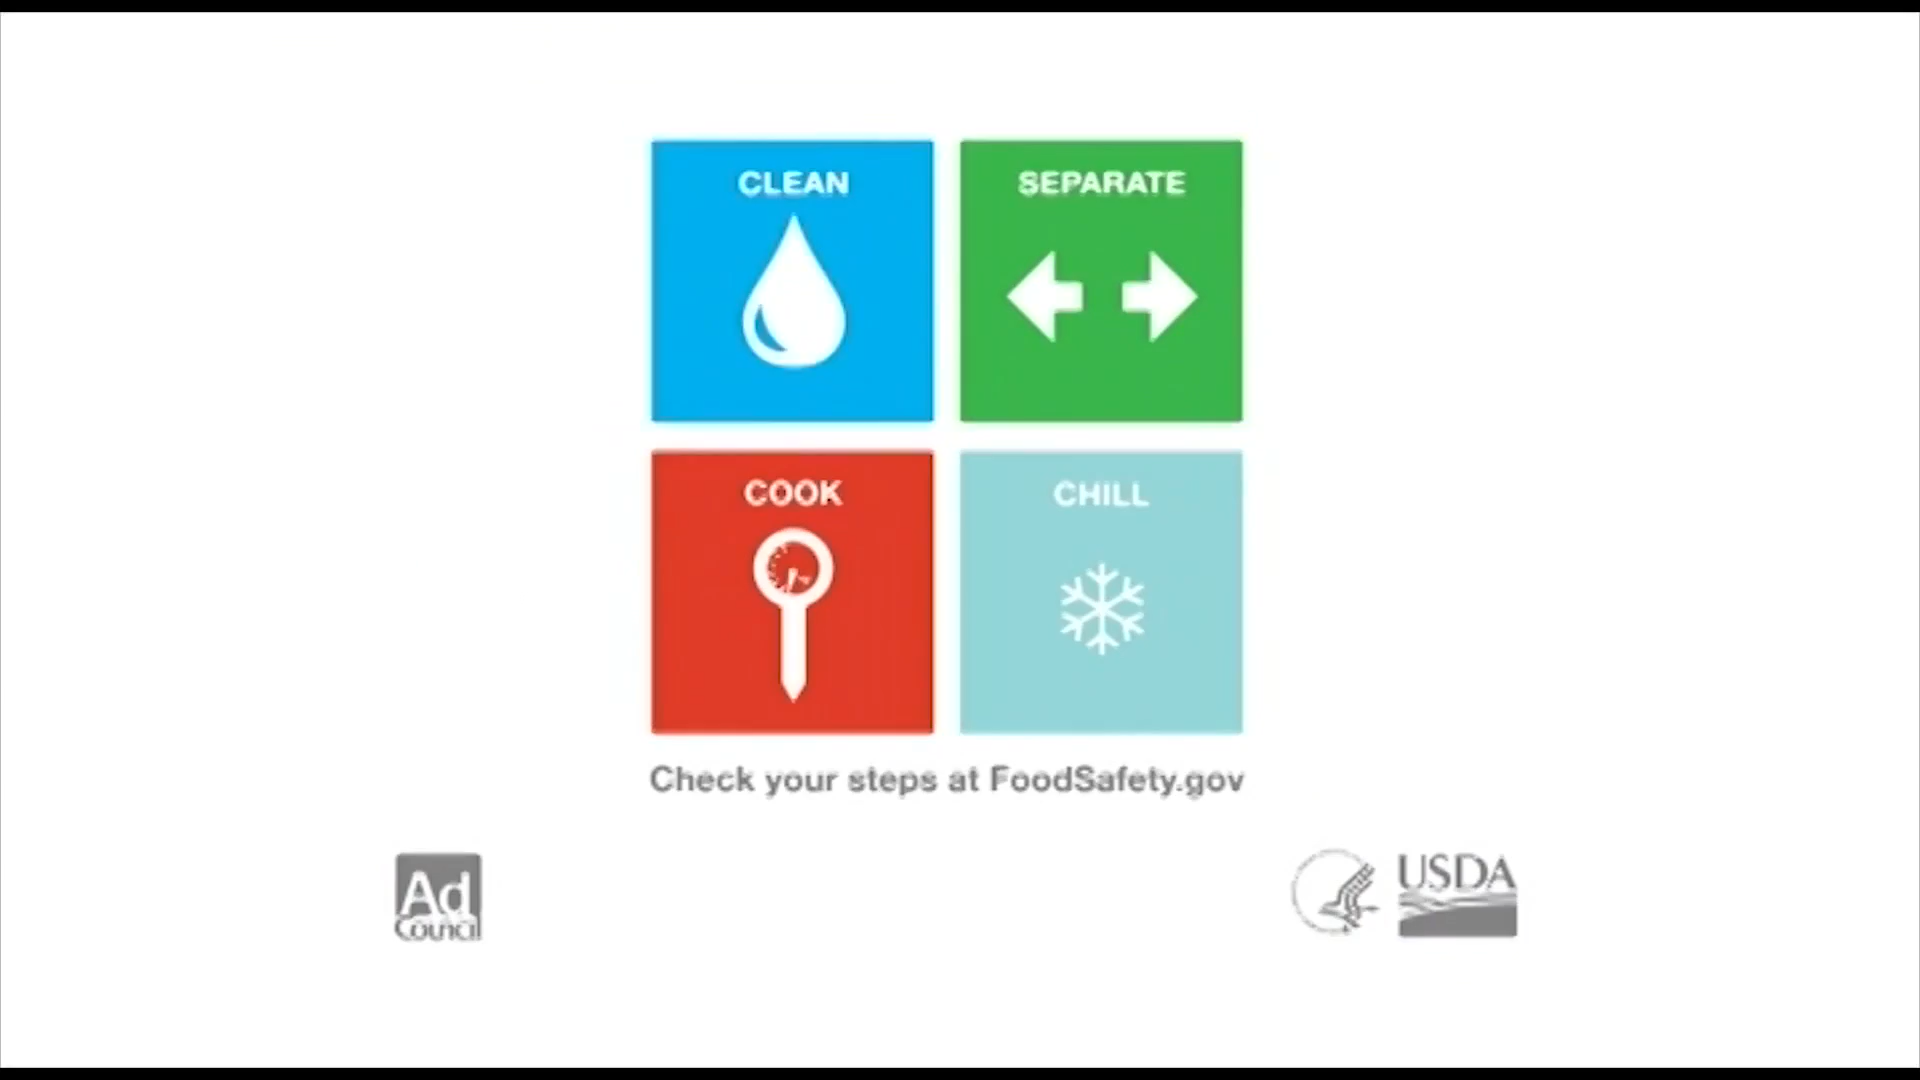 CLEAN
SEPARATE
COOK
CHILL
Check your steps at FoodSafety.gov
Ad
Council
USDA